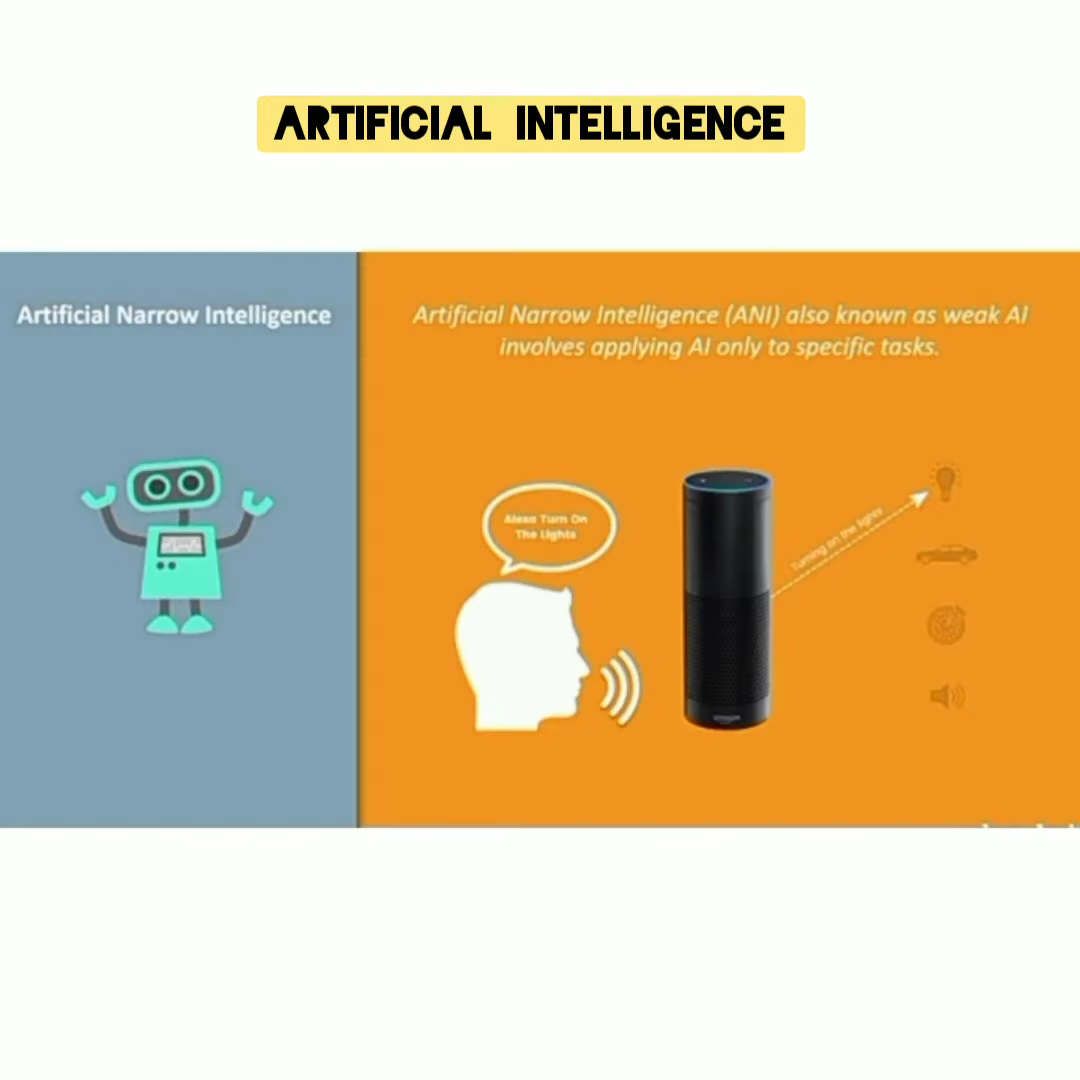 ARTIFICIAL INTELLIGENCE
Artificial Narrow Intelligence
Artificial Narrow Intelligence (ANI) also known as weak AI
involves applying AI only to specific tasks.
Alexa Turn On
The Lights
Turning on the lights
amazon